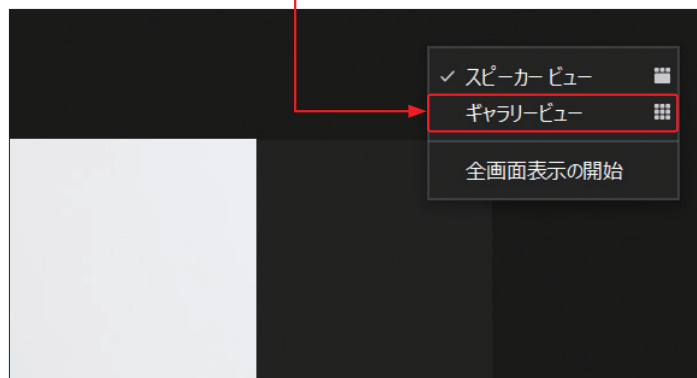 スピーカー ビュー
ギャラリービュー
全画面表示の開始